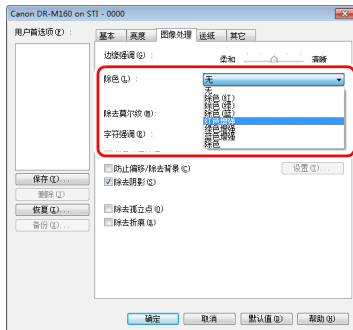 Canon DR-M160 on STI - 0000
用户首选项(P):
保存(T)...
删除(I)
恢复(E)...
备份(U)...
基本
亮度
图像处理
送纸
其它
边缘强调(G):
柔和
清晰
除色(L):
无
无
除色(红)
除色(绿)
除色(蓝)
红色增强
绿色增强
蓝色增强
除色
除去莫尔纹(M):
字符强调(R):
防止偏移/除去背景(C)
设置(T)...
除去阴影(S)
除去孤立点(O)
除去折痕(B)
确定
取消
默认值(D)
帮助(H)